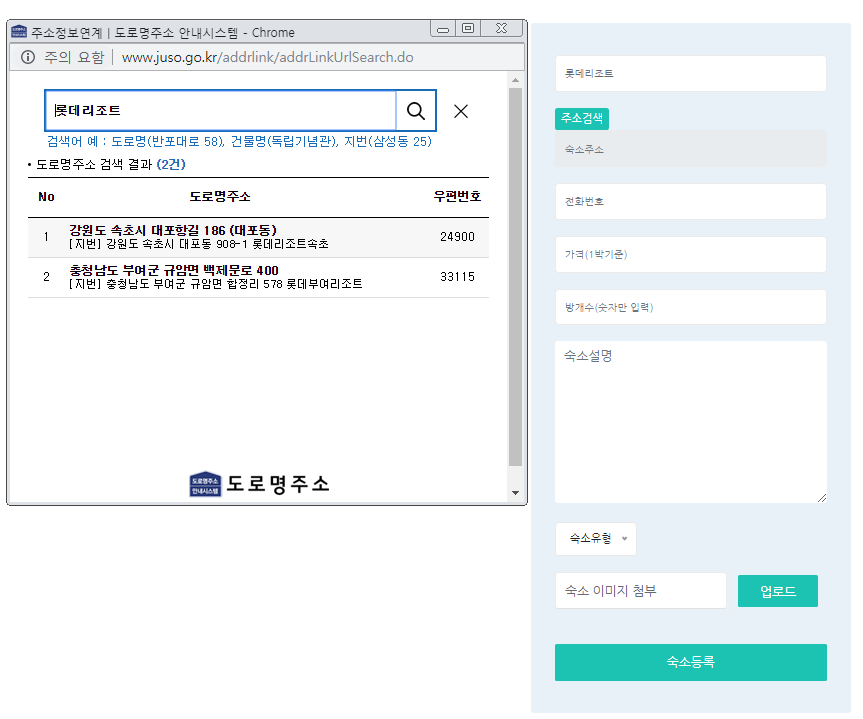 주소정보연계 | 도로명주소 안내시스템 - Chrome
주의 요함 | www.juso.go.kr/addrlink/addrLinkUrlSearch.do
롯데리조트
검색어 예 : 도로명(반포대로 58), 건물명(독립기념관), 지번(삼성동 25)
• 도로명주소 검색 결과 (2건)
No 도로명주소 우편번호
1 강원도 속초시 대포항길 186 (대포동) 24900
[지번] 강원도 속초시 대포동 908-1 롯데리조트속초
2 충청남도 부여군 규암면 백제문로 400 33115
[지번] 충청남도 부여군 규암면 합정리 578 롯데부여리조트
도로명주소
안내시스템
도로명주소
롯데리조트
주소검색
숙소주소
전화번호
가격(1박기준)
방개수(숫자만 입력)
숙소설명
숙소유형
숙소 이미지 첨부 업로드
숙소등록